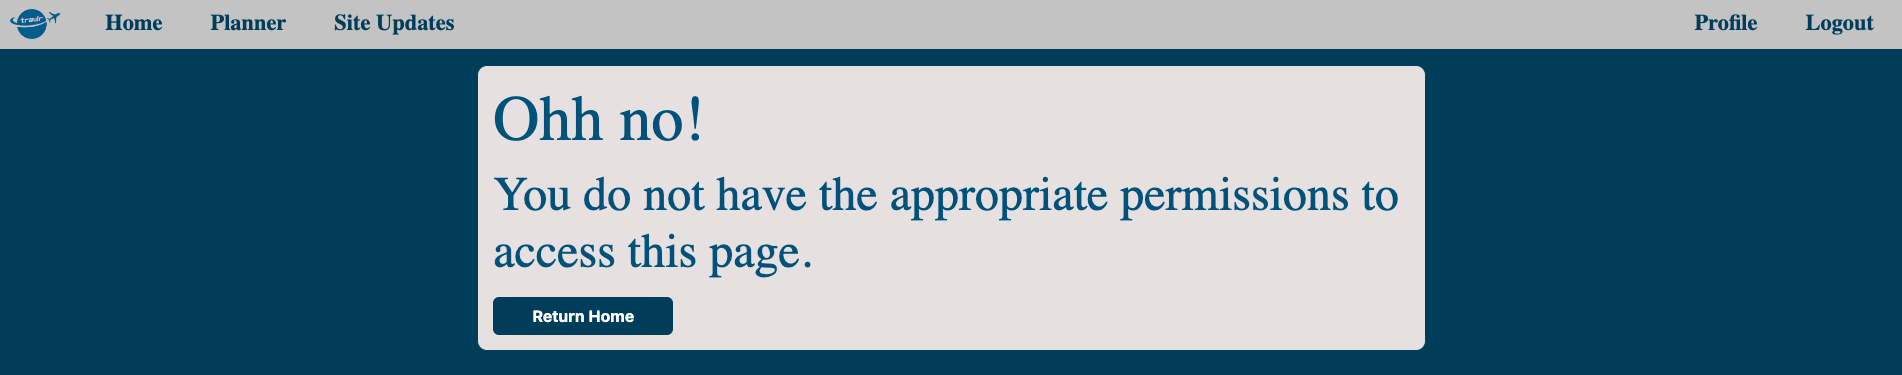 travlr
Home Planner Site Updates Profile Logout
Ohh no!
You do not have the appropriate permissions to
access this page.
Return Home